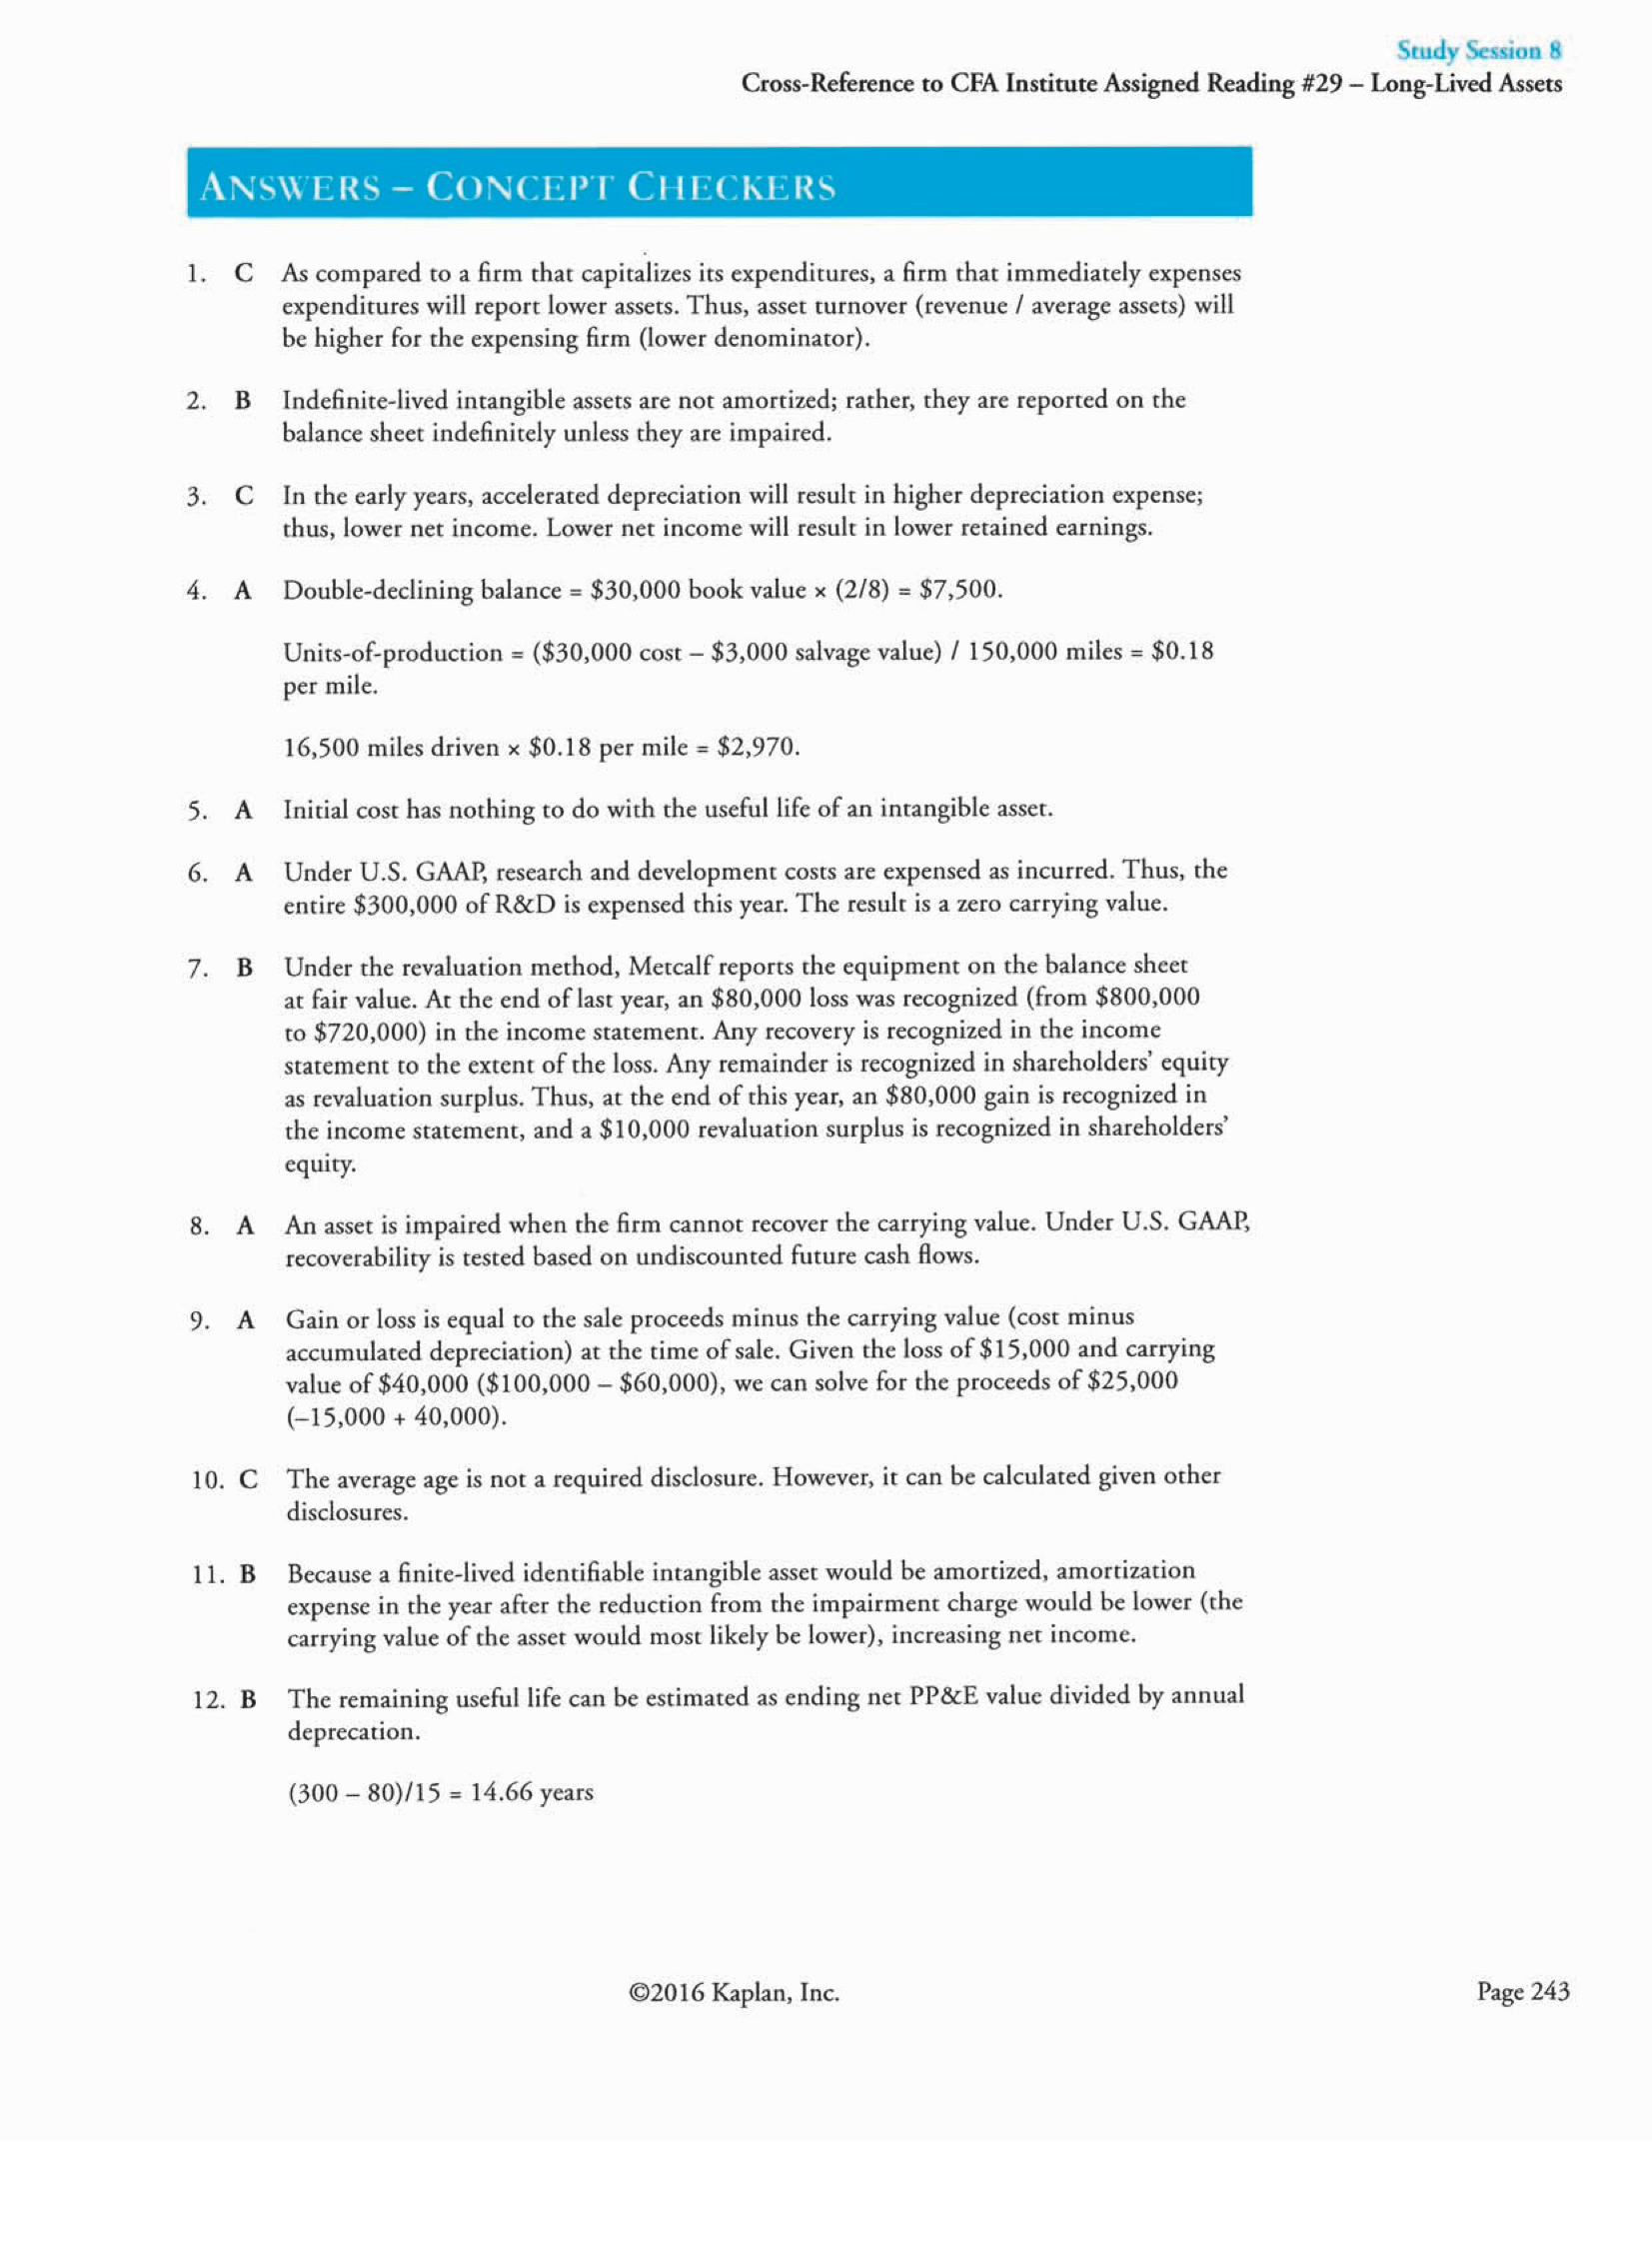 Study Session 8
Cross-Reference to CFA Institute Assigned Reading #29 – Long-Lived Assets
ANSWERS – CONCEPT CHECKERS
1. C As compared to a firm that capitalizes its expenditures, a firm that immediately expenses
expenditures will report lower assets. Thus, asset turnover (revenue / average assets) will
be higher for the expensing firm (lower denominator).
2. B Indefinite-lived intangible assets are not amortized; rather, they are reported on the
balance sheet indefinitely unless they are impaired.
3. C In the early years, accelerated depreciation will result in higher depreciation expense;
thus, lower net income. Lower net income will result in lower retained earnings.
4. A Double-declining balance = $30,000 book value × (2/8) = $7,500.
Units-of-production = ($30,000 cost – $3,000 salvage value) / 150,000 miles = $0.18
per mile.
16,500 miles driven × $0.18 per mile = $2,970.
5. A Initial cost has nothing to do with the useful life of an intangible asset.
6. A Under U.S. GAAP, research and development costs are expensed as incurred. Thus, the
entire $300,000 of R&D is expensed this year. The result is a zero carrying value.
7. B Under the revaluation method, Metcalf reports the equipment on the balance sheet
at fair value. At the end of last year, an $80,000 loss was recognized (from $800,000
to $720,000) in the income statement. Any recovery is recognized in the income
statement to the extent of the loss. Any remainder is recognized in shareholders' equity
as revaluation surplus. Thus, at the end of this year, an $80,000 gain is recognized in
the income statement, and a $10,000 revaluation surplus is recognized in shareholders'
equity.
8. A An asset is impaired when the firm cannot recover the carrying value. Under U.S. GAAP,
recoverability is tested based on undiscounted future cash flows.
9. A Gain or loss is equal to the sale proceeds minus the carrying value (cost minus
accumulated depreciation) at the time of sale. Given the loss of $15,000 and carrying
value of $40,000 ($100,000 – $60,000), we can solve for the proceeds of $25,000
(–15,000 + 40,000).
10. C The average age is not a required disclosure. However, it can be calculated given other
disclosures.
11. B Because a finite-lived identifiable intangible asset would be amortized, amortization
expense in the year after the reduction from the impairment charge would be lower (the
carrying value of the asset would most likely be lower), increasing net income.
12. B The remaining useful life can be estimated as ending net PP&E value divided by annual
deprecation.
(300 – 80)/15 = 14.66 years
©2016 Kaplan, Inc.
Page 243